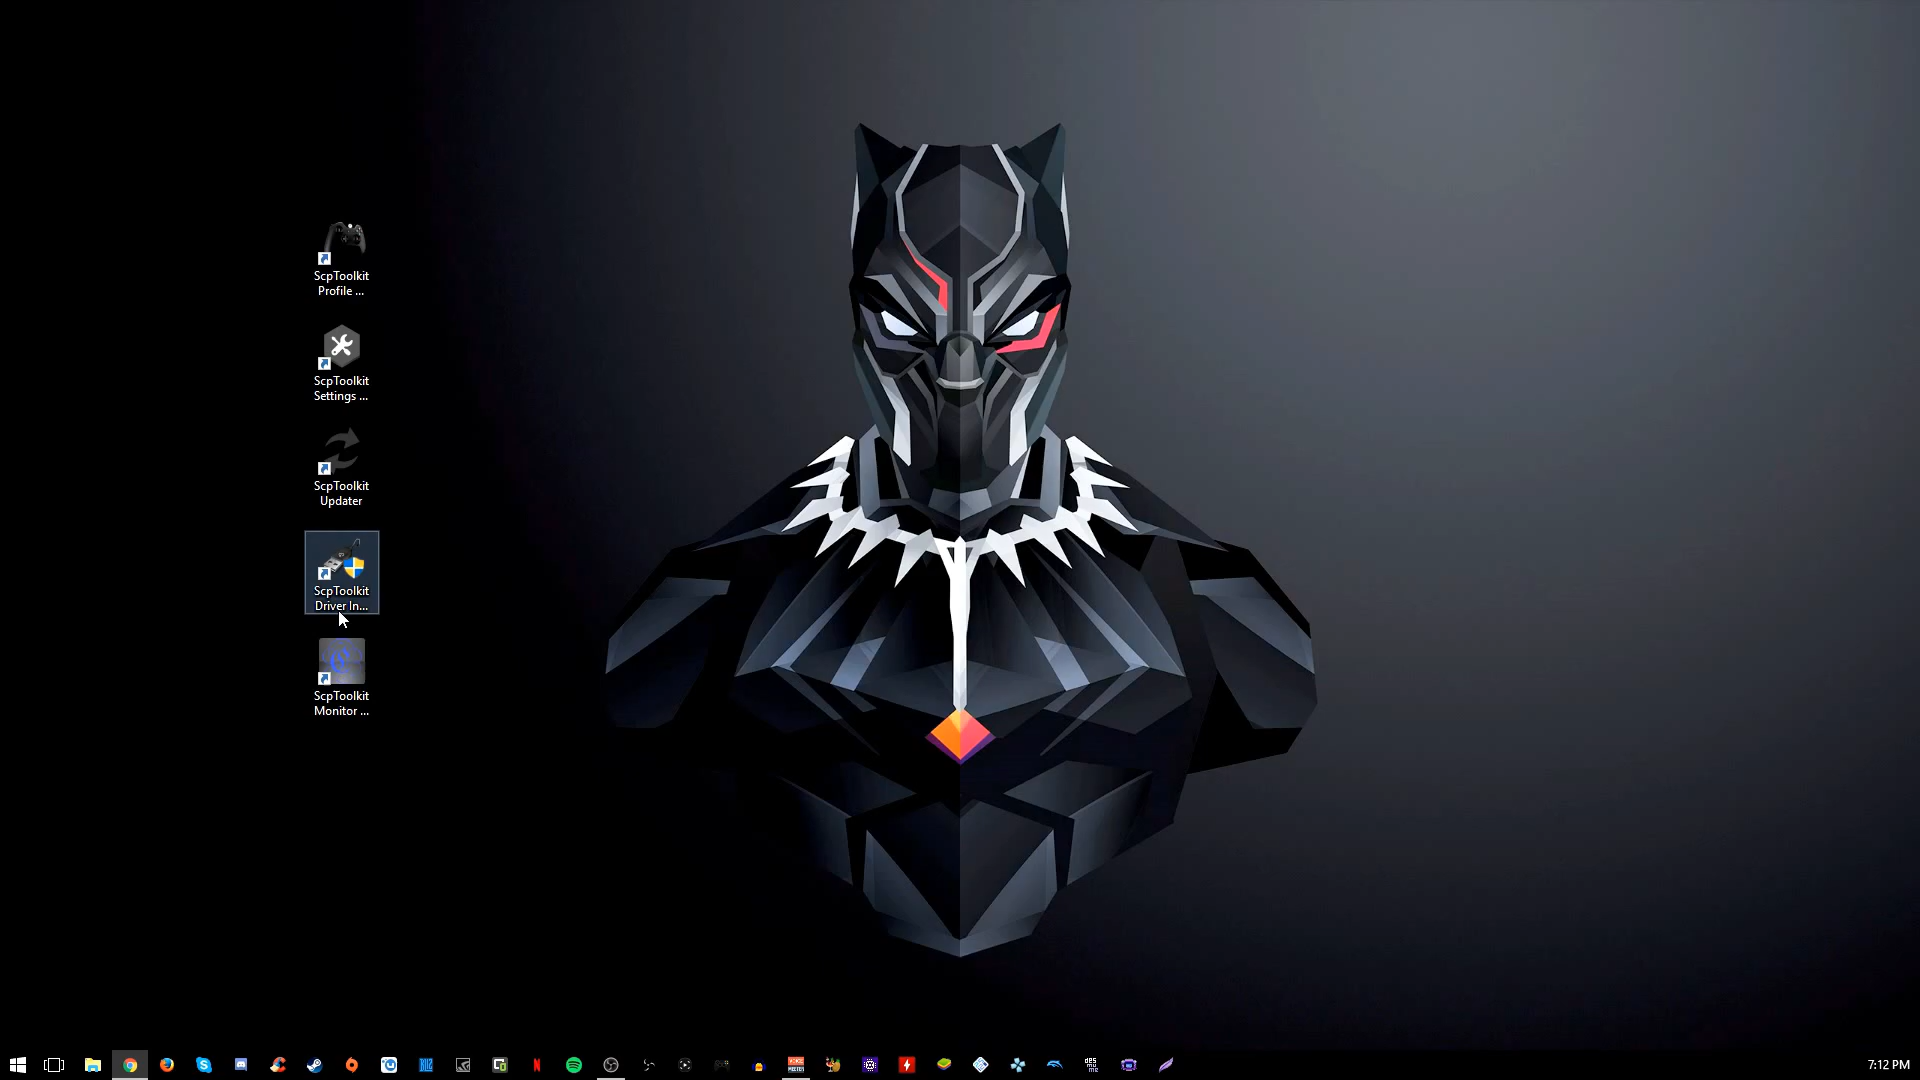 ScpToolkit
Profile ...
ScpToolkit
Settings ...
ScpToolkit
Updater
ScpToolkit
Driver In...
ScpToolkit
Monitor ...
7:12 PM